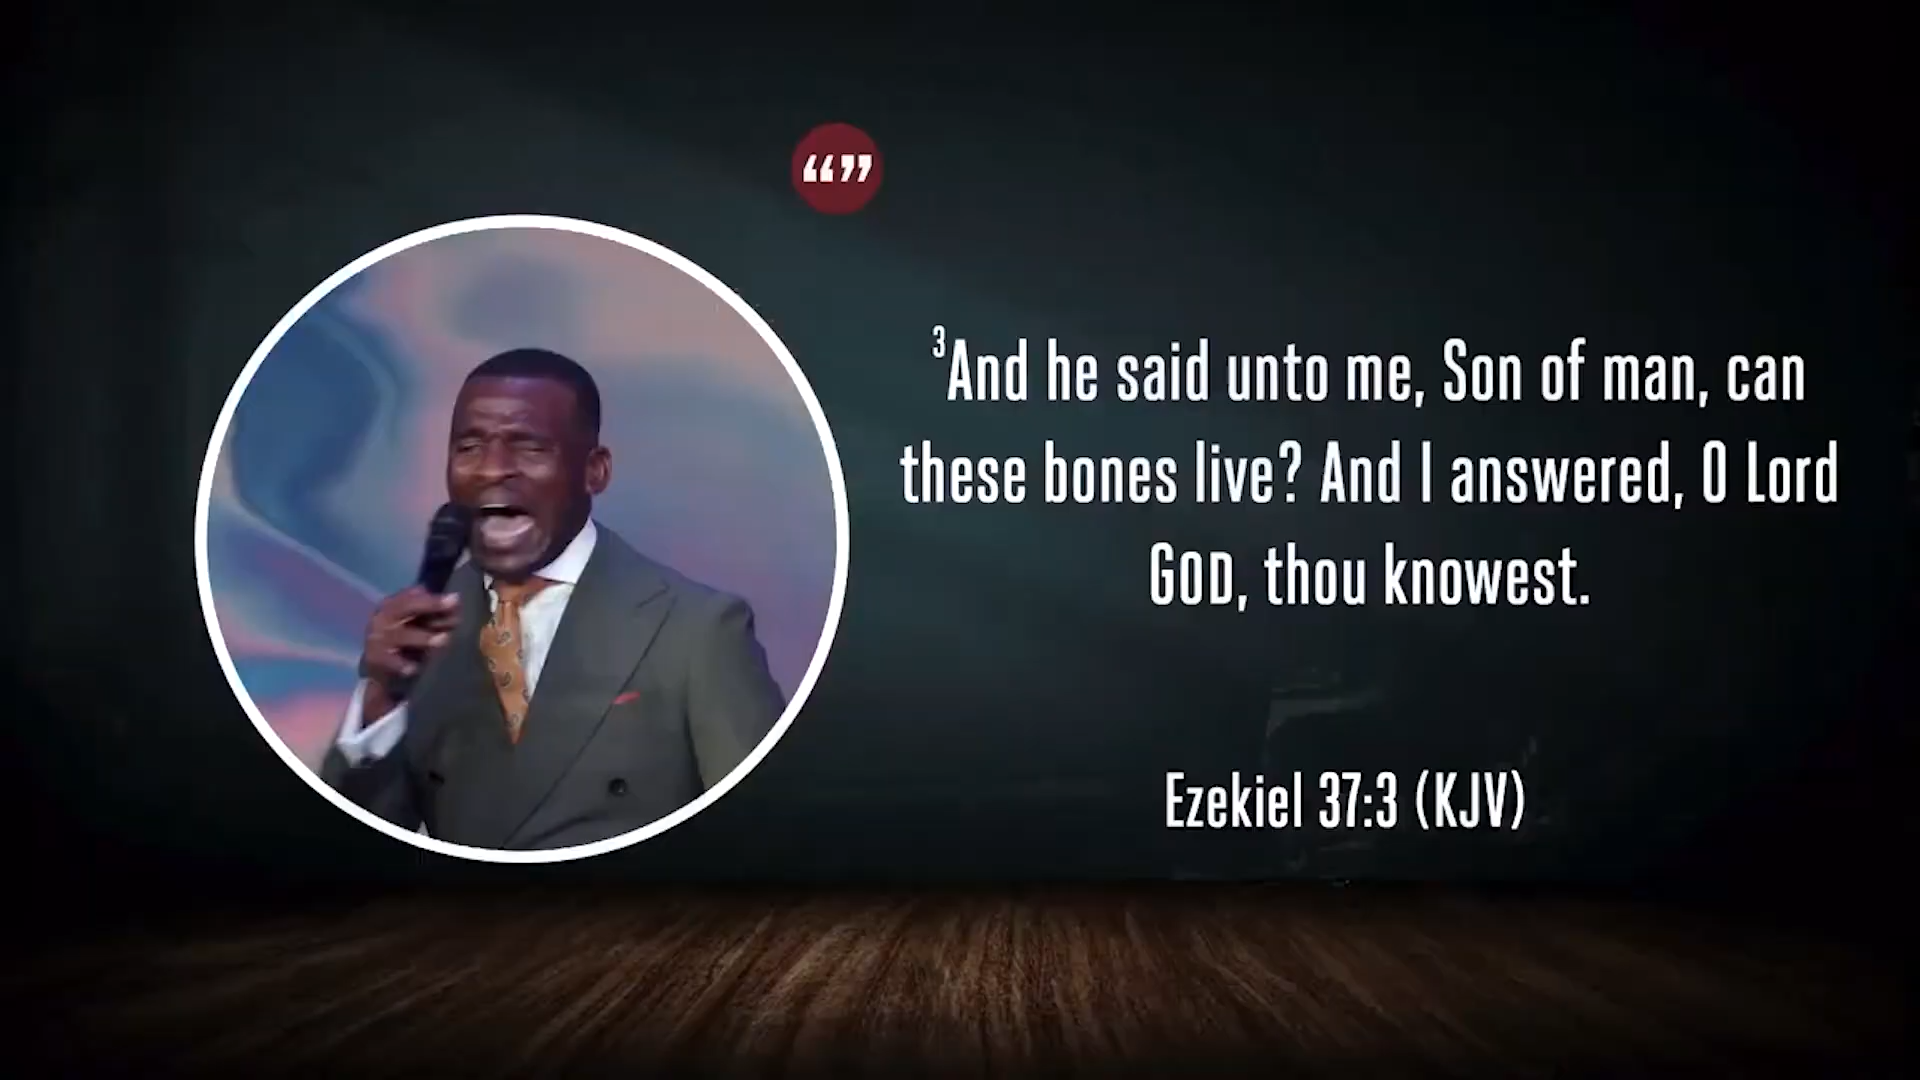 “”
³And he said unto me, Son of man, can
these bones live? And I answered, O Lord
GOD, thou knowest.
Ezekiel 37:3 (KJV)